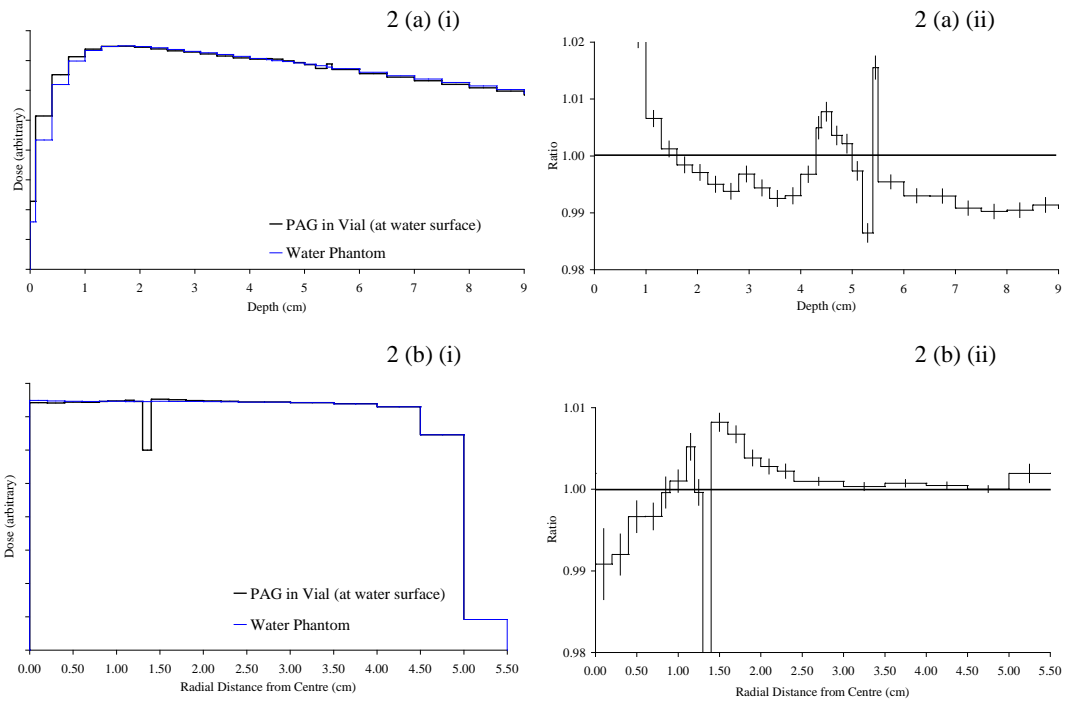 2 (a) (i)
Dose (arbitrary)
PAG in Vial (at water surface)
Water Phantom
0 1 2 3 4 5 6 7 8 9
Depth (cm)
2 (a) (ii)
1.02
1.01
1.00
0.99
0.98
Ratio
0 1 2 3 4 5 6 7 8 9
Depth (cm)
2 (b) (i)
Dose (arbitrary)
PAG in Vial (at water surface)
Water Phantom
0.00 0.50 1.00 1.50 2.00 2.50 3.00 3.50 4.00 4.50 5.00 5.50
Radial Distance from Centre (cm)
2 (b) (ii)
1.01
1.00
0.99
0.98
Ratio
0.00 0.50 1.00 1.50 2.00 2.50 3.00 3.50 4.00 4.50 5.00 5.50
Radial Distance from Centre (cm)